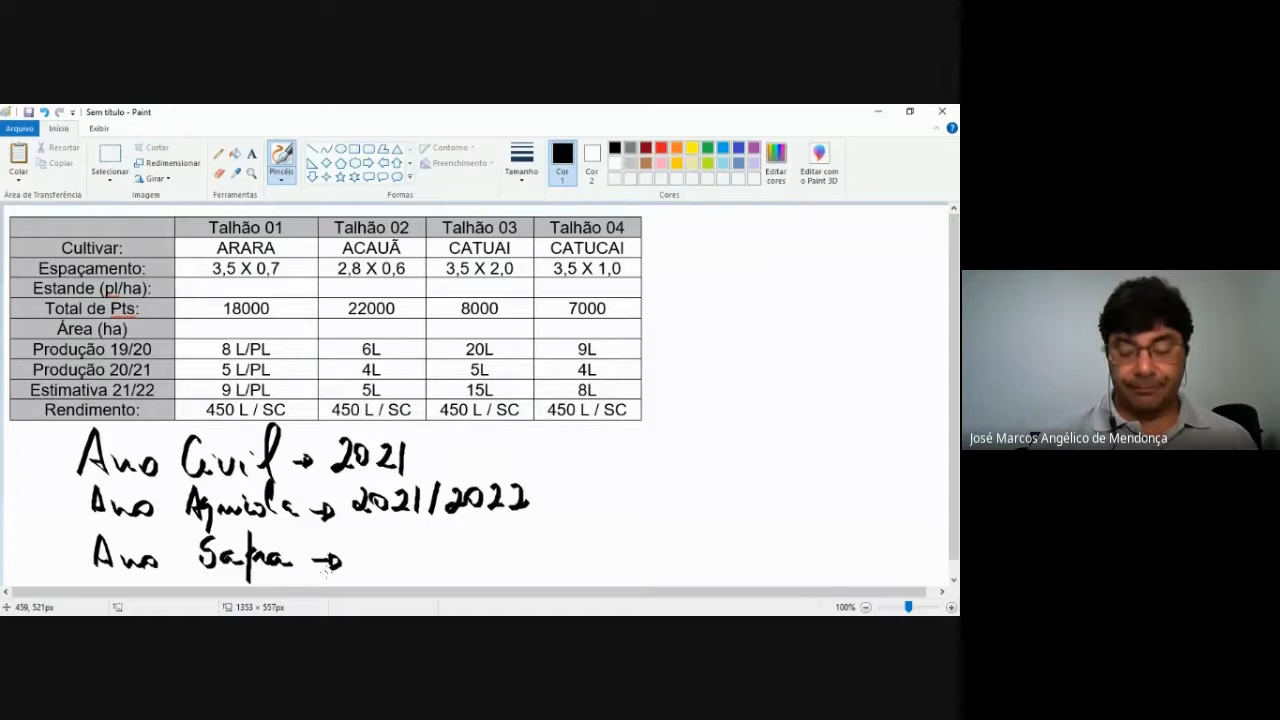 Sem título - Paint
Arquivo Início Exibir
Colar Recortar Copiar Área de Transferência
Selecionar Cortar Redimensionar Girar Imagem
Ferramentas
Pincéis
Contorno Preenchimento Formas
Tamanho
Cor 1 Cor 2 Editar cores Cores
Editar com o Paint 3D
Talhão 01 Talhão 02 Talhão 03 Talhão 04
Cultivar: ARARA ACAUÃ CATUAI CATUCAI
Espaçamento: 3,5 X 0,7 2,8 X 0,6 3,5 X 2,0 3,5 X 1,0
Estande (pl/ha):
Total de Pts: 18000 22000 8000 7000
Área (ha)
Produção 19/20 8 L/PL 6L 20L 9L
Produção 20/21 5 L/PL 4L 5L 4L
Estimativa 21/22 9 L/PL 5L 15L 8L
Rendimento: 450 L / SC 450 L / SC 450 L / SC 450 L / SC
Ano Civil → 2021
Ano Agrícola → 2021/2022
Ano Safra →
José Marcos Angélico de Mendonça
459, 521px 1353 × 557px 100%